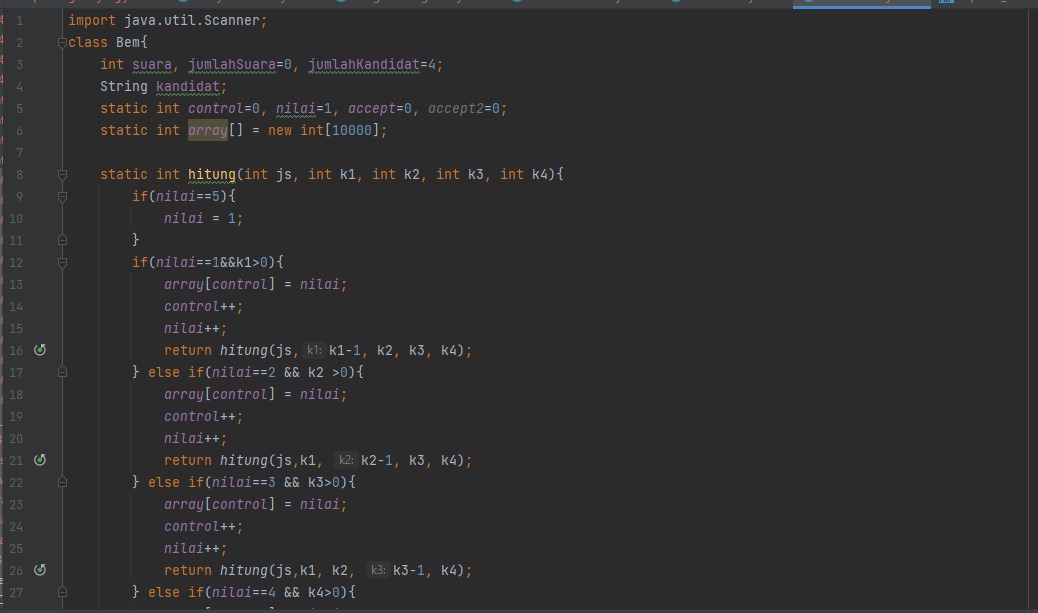 1 import java.util.Scanner;
2 class Bem{
3 int suara, jumlahSuara=0, jumlahKandidat=4;
4 String kandidat;
5 static int control=0, nilai=1, accept=0, accept2=0;
6 static int array[] = new int[10000];
7
8 static int hitung(int js, int k1, int k2, int k3, int k4){
9 if(nilai==5){
10 nilai = 1;
11 }
12 if(nilai==1&&k1>0){
13 array[control] = nilai;
14 control++;
15 nilai++;
16 return hitung(js, k1: k1-1, k2, k3, k4);
17 } else if(nilai==2 && k2 >0){
18 array[control] = nilai;
19 control++;
20 nilai++;
21 return hitung(js,k1, k2: k2-1, k3, k4);
22 } else if(nilai==3 && k3>0){
23 array[control] = nilai;
24 control++;
25 nilai++;
26 return hitung(js,k1, k2, k3: k3-1, k4);
27 } else if(nilai==4 && k4>0){